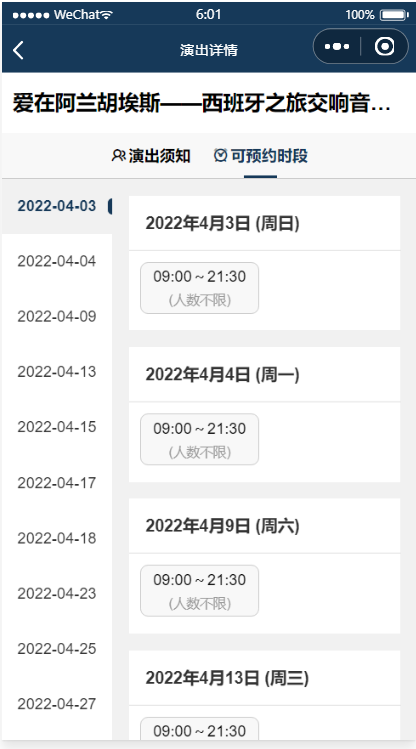 WeChat 6:01 100%
演出详情
爱在阿兰胡埃斯——西班牙之旅交响音…
演出须知 可预约时段
2022-04-03
2022-04-04
2022-04-09
2022-04-13
2022-04-15
2022-04-17
2022-04-18
2022-04-23
2022-04-25
2022-04-27
2022年4月3日 (周日)
09:00 ~ 21:30
(人数不限)
2022年4月4日 (周一)
09:00 ~ 21:30
(人数不限)
2022年4月9日 (周六)
09:00 ~ 21:30
(人数不限)
2022年4月13日 (周三)
09:00 ~ 21:30